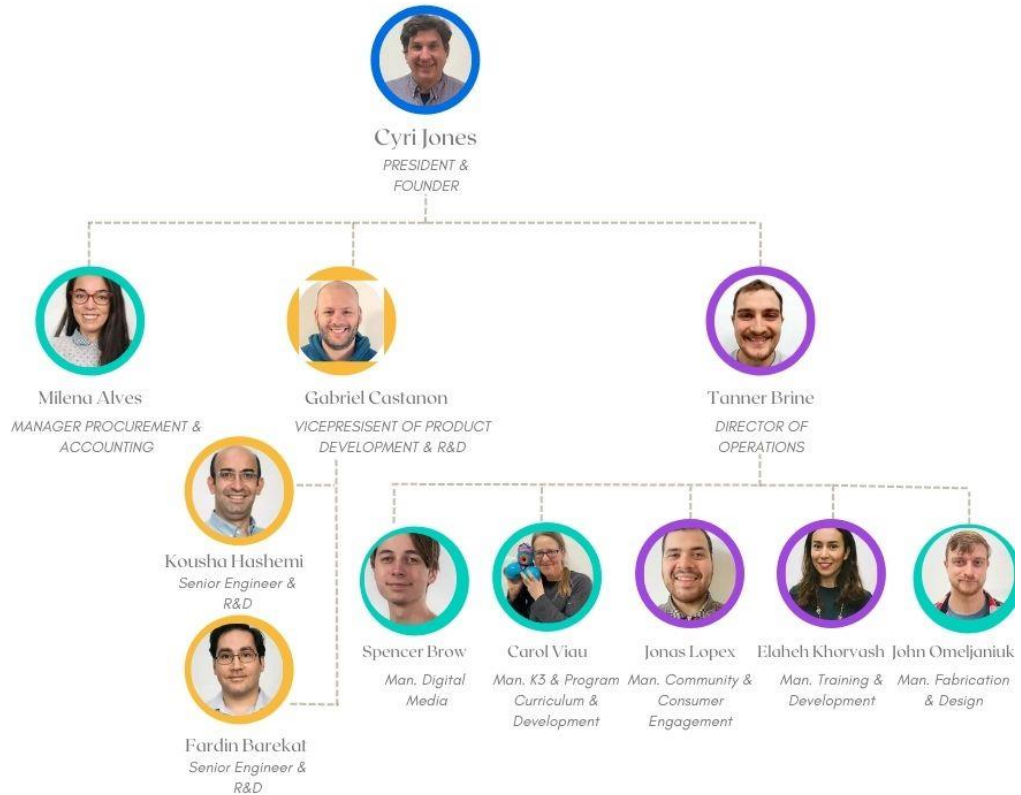 Cyri Jones
PRESIDENT &
FOUNDER
Milena Alves
MANAGER PROCUREMENT &
ACCOUNTING
Gabriel Castanon
VICEPRESISENT OF PRODUCT
DEVELOPMENT & R&D
Tanner Brine
DIRECTOR OF
OPERATIONS
Kousha Hashemi
Senior Engineer &
R&D
Fardin Barekat
Senior Engineer &
R&D
Spencer Brow
Man. Digital
Media
Carol Viau
Man. K3 & Program
Curriculum &
Development
Jonas Lopex
Man. Community &
Consumer
Engagement
Elaheh Khorvash
Man. Training &
Development
John Omeljaniuk
Man. Fabrication
& Design